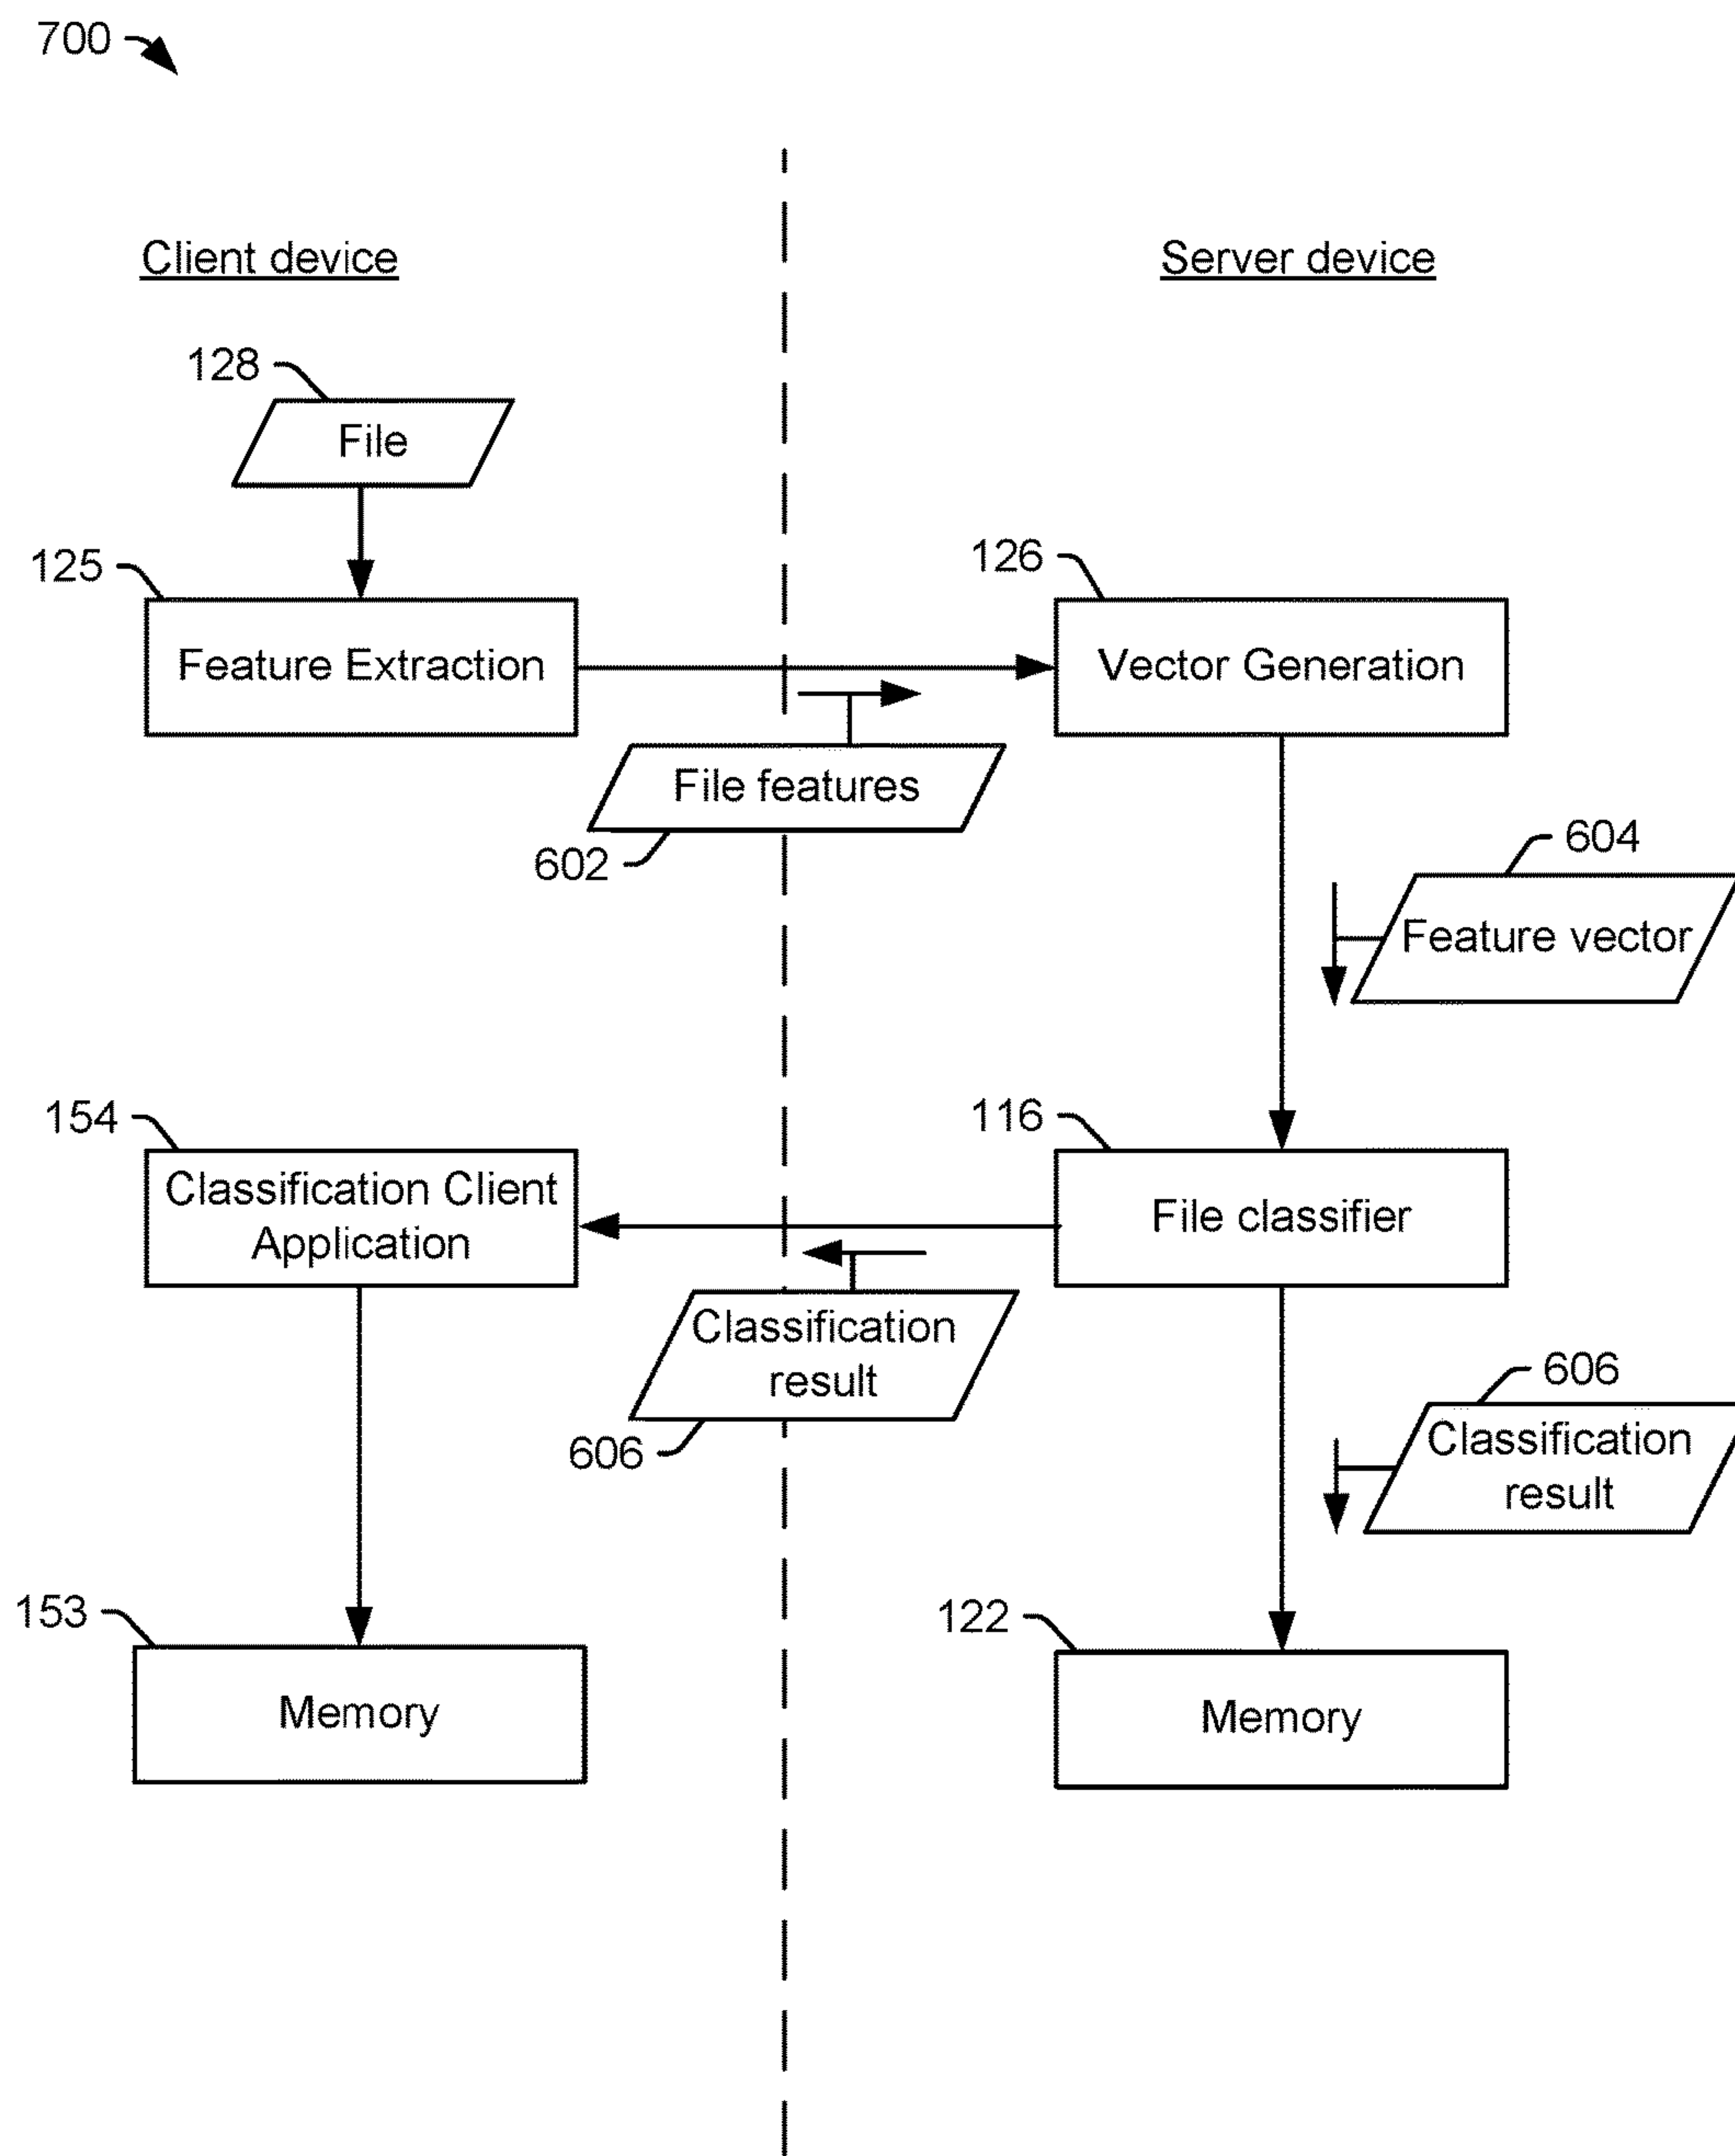 700
Client device
Server device
128
File
125
Feature Extraction
126
Vector Generation
File features
602
604
Feature vector
154
Classification Client
Application
116
File classifier
Classification
result
606
606
Classification
result
153
Memory
122
Memory